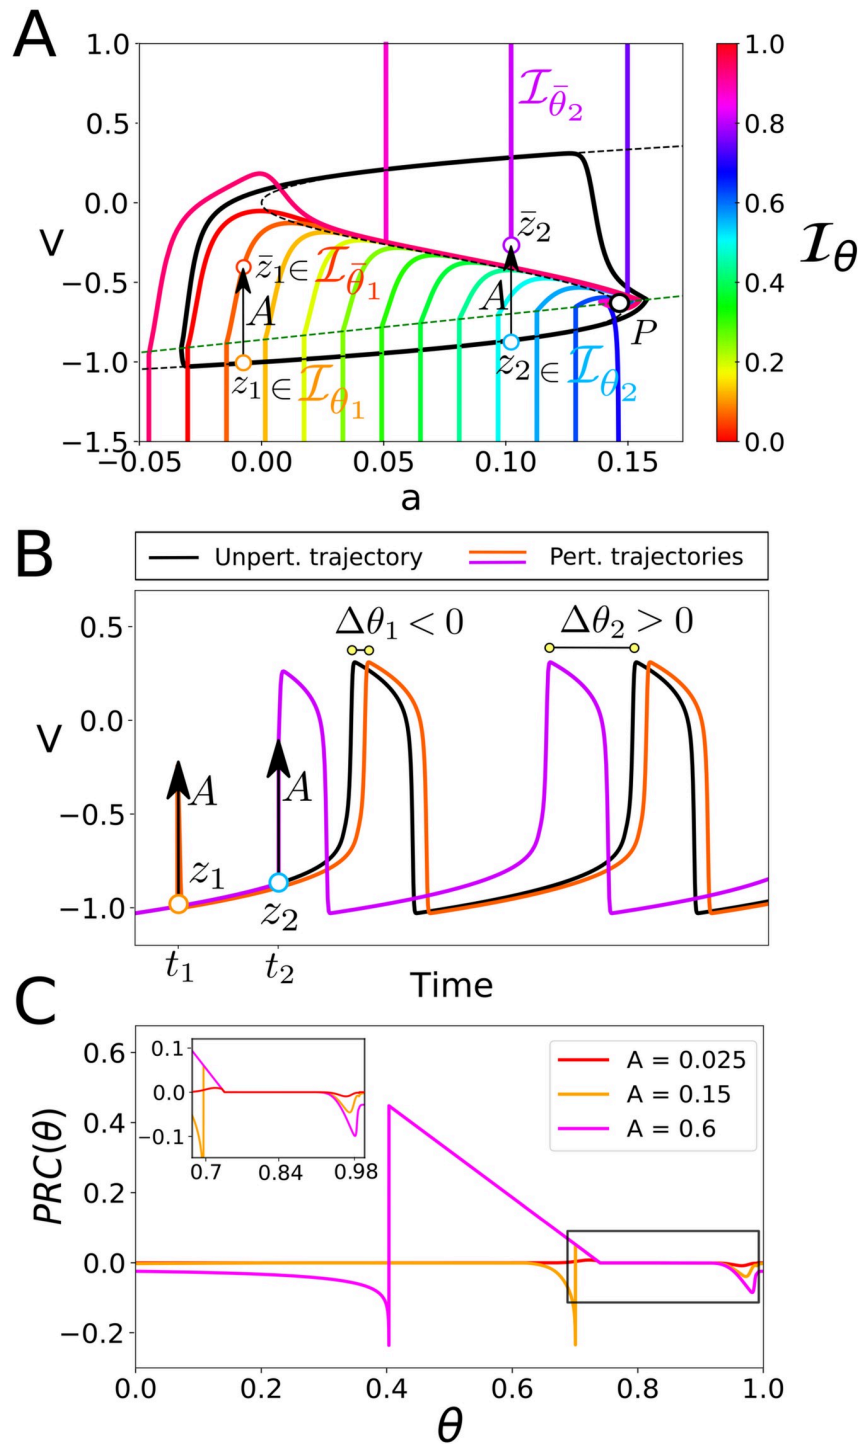 A
1.0
0.5
0.0
−0.5
−1.0
−1.5
V
−0.05 0.00 0.05 0.10 0.15
a
𝓘_θ̄₂
z̄₂
z̄₁ ∈ 𝓘_θ̄₁
A
A
P
z₁ ∈ 𝓘_θ₁
z₂ ∈ 𝓘_θ₂
1.0
0.8
0.6
0.4
0.2
0.0
𝓘_θ
B
Unpert. trajectory
Pert. trajectories
0.5
0.0
−0.5
−1.0
V
Δθ₁ < 0
Δθ₂ > 0
A
A
z₁
z₂
t₁
t₂
Time
C
0.6
0.4
0.2
0.0
−0.2
PRC(θ)
0.1
0.0
−0.1
0.7 0.84 0.98
A = 0.025
A = 0.15
A = 0.6
0.0 0.2 0.4 0.6 0.8 1.0
θ